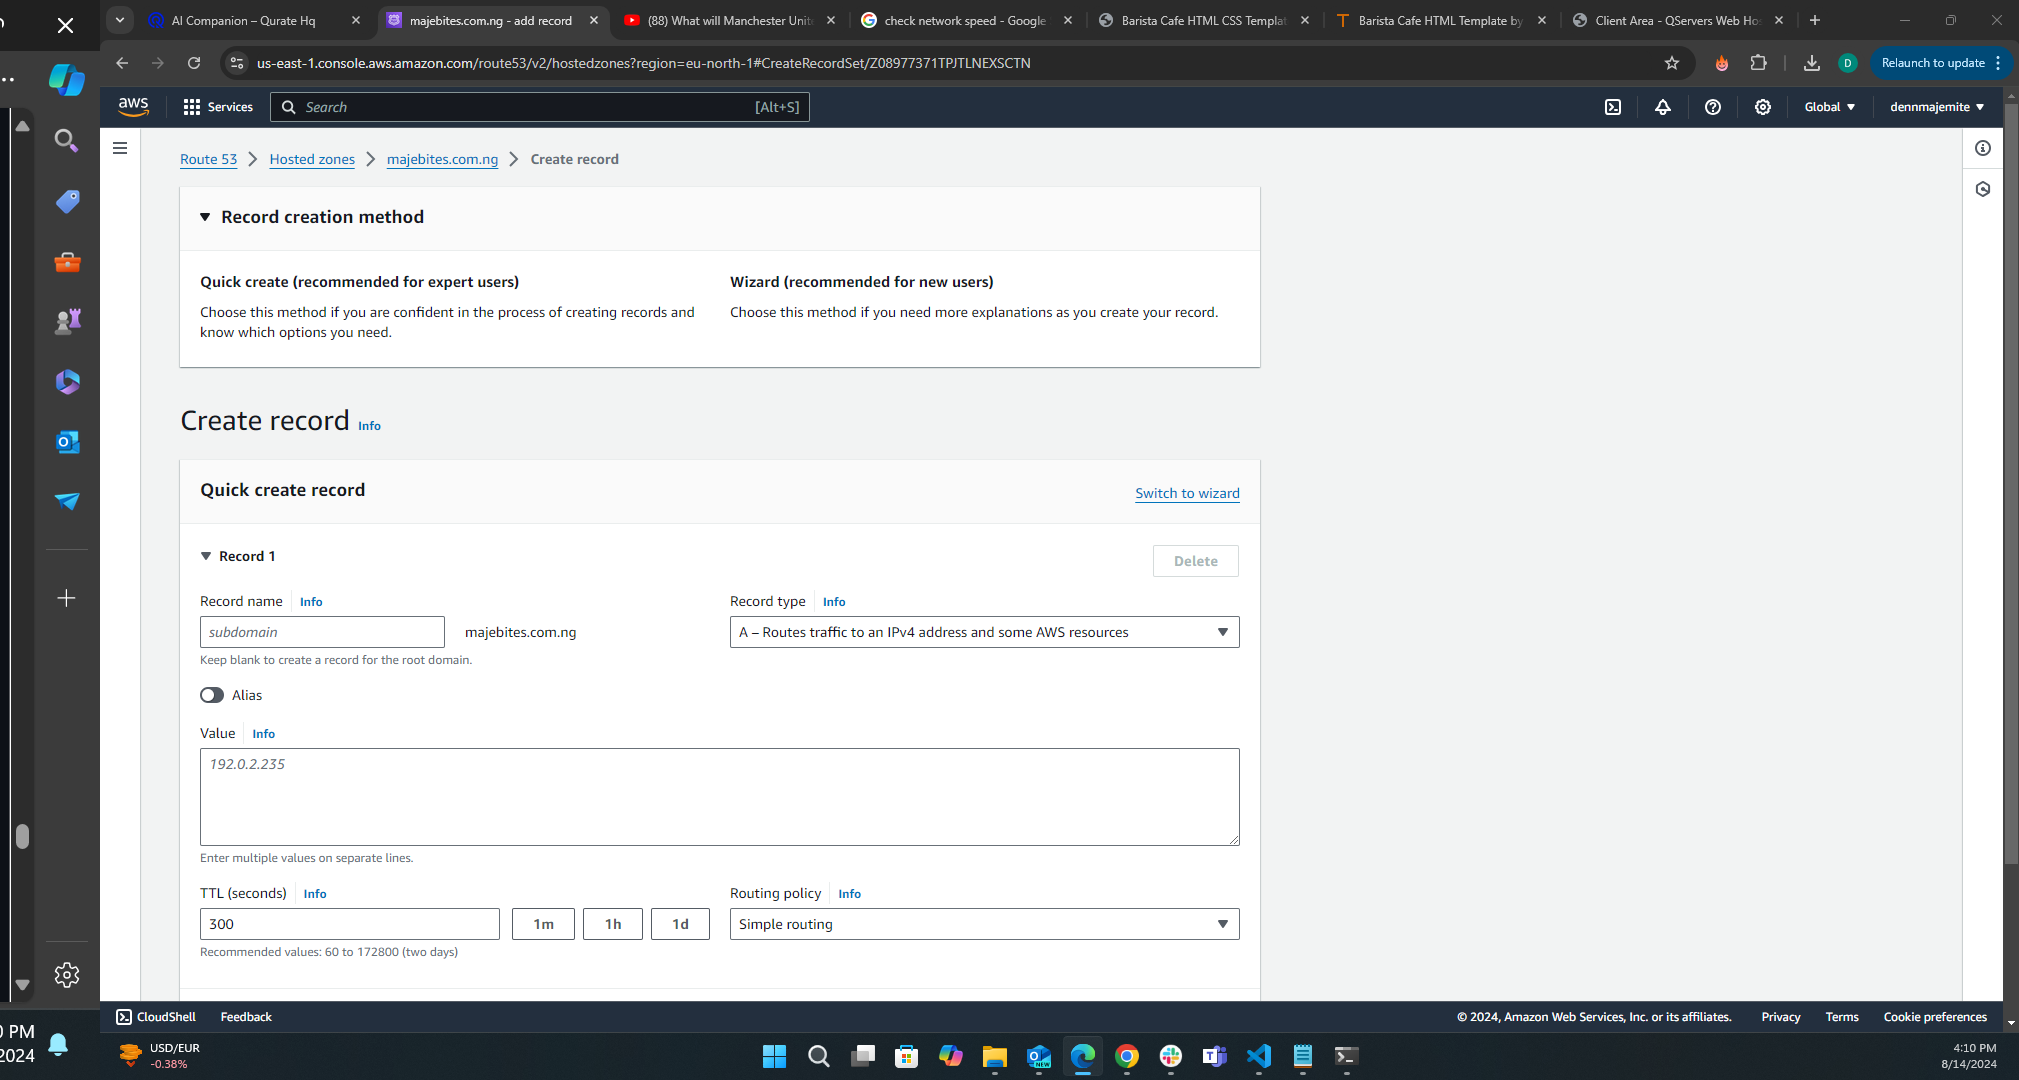 AI Companion – Qurate Hq
majebites.com.ng - add record
(88) What will Manchester Unit
check network speed - Google
Barista Cafe HTML CSS Templat
Barista Cafe HTML Template by
Client Area - QServers Web Ho
us-east-1.console.aws.amazon.com/route53/v2/hostedzones?region=eu-north-1#CreateRecordSet/Z08977371TPJTLNEXSCTN
D
Relaunch to update
aws
Services
Search
[Alt+S]
Global
dennmajemite
Route 53
Hosted zones
majebites.com.ng
Create record
Record creation method
Quick create (recommended for expert users)
Choose this method if you are confident in the process of creating records and
know which options you need.
Wizard (recommended for new users)
Choose this method if you need more explanations as you create your record.
Create record Info
Quick create record
Switch to wizard
Record 1
Delete
Record name Info
subdomain
majebites.com.ng
Keep blank to create a record for the root domain.
Record type Info
A – Routes traffic to an IPv4 address and some AWS resources
Alias
Value Info
192.0.2.235
Enter multiple values on separate lines.
TTL (seconds) Info
300
1m
1h
1d
Recommended values: 60 to 172800 (two days)
Routing policy Info
Simple routing
CloudShell
Feedback
© 2024, Amazon Web Services, Inc. or its affiliates.
Privacy
Terms
Cookie preferences
PM
2024
USD/EUR
-0.38%
NEW
4:10 PM
8/14/2024